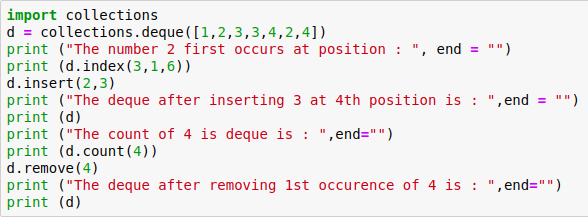 import collections
d = collections.deque([1,2,3,3,4,2,4])
print ("The number 2 first occurs at position : ", end = "")
print (d.index(3,1,6))
d.insert(2,3)
print ("The deque after inserting 3 at 4th position is : ",end = "")
print (d)
print ("The count of 4 is deque is : ",end="")
print (d.count(4))
d.remove(4)
print ("The deque after removing 1st occurence of 4 is : ",end="")
print (d)